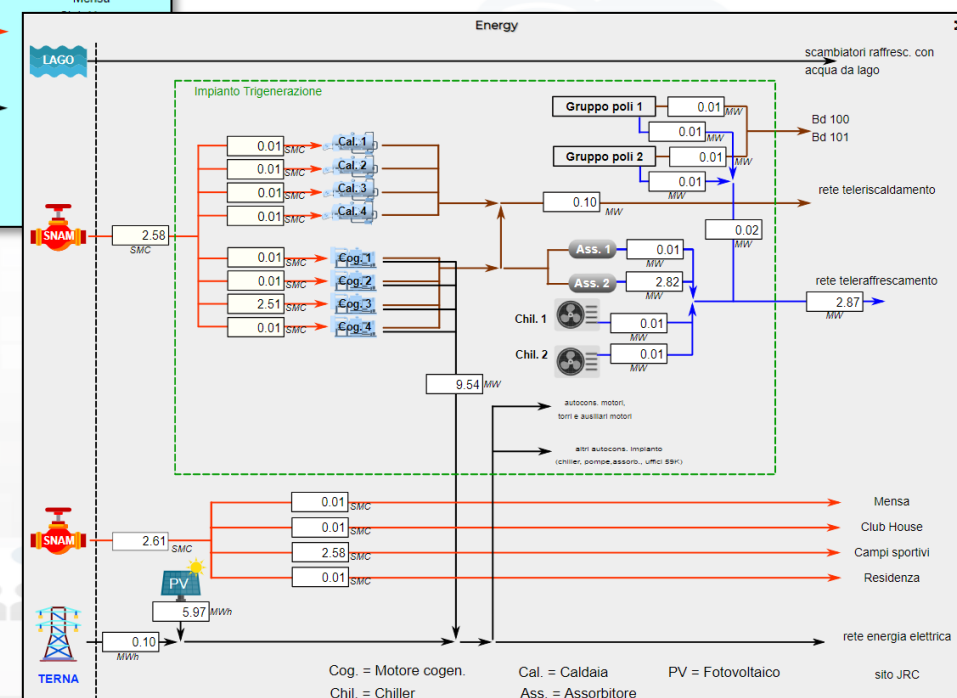 Mensa
Energy
LAGO
scambiatori raffresc. con
acqua da lago
Impianto Trigenerazione
Gruppo poli 1
0.01
MW
0.01
MW
Bd 100
Bd 101
Gruppo poli 2
0.01
MW
0.01
MW
0.01
SMC
Cal. 1
0.01
SMC
Cal. 2
0.01
SMC
Cal. 3
0.01
SMC
Cal. 4
rete teleriscaldamento
0.10
MW
SNAM
2.58
SMC
0.02
MW
0.01
SMC
Cog. 1
0.01
SMC
Cog. 2
2.51
SMC
Cog. 3
0.01
SMC
Cog. 4
Ass. 1
0.01
MW
Ass. 2
2.82
MW
rete teleraffrescamento
2.87
MW
Chil. 1
0.01
MW
Chil. 2
0.01
MW
9.54
MW
autocons. motori,
torri e ausiliari motori
altri autocons. impianto
(chiller, pompe,assorb., uffici 59K)
SNAM
2.61
SMC
0.01
SMC
Mensa
0.01
SMC
Club House
2.58
SMC
Campi sportivi
0.01
SMC
Residenza
PV
5.97
MWh
TERNA
0.10
MWh
rete energia elettrica
sito JRC
Cog. = Motore cogen.
Cal. = Caldaia
PV = Fotovoltaico
Chil. = Chiller
Ass. = Assorbitore